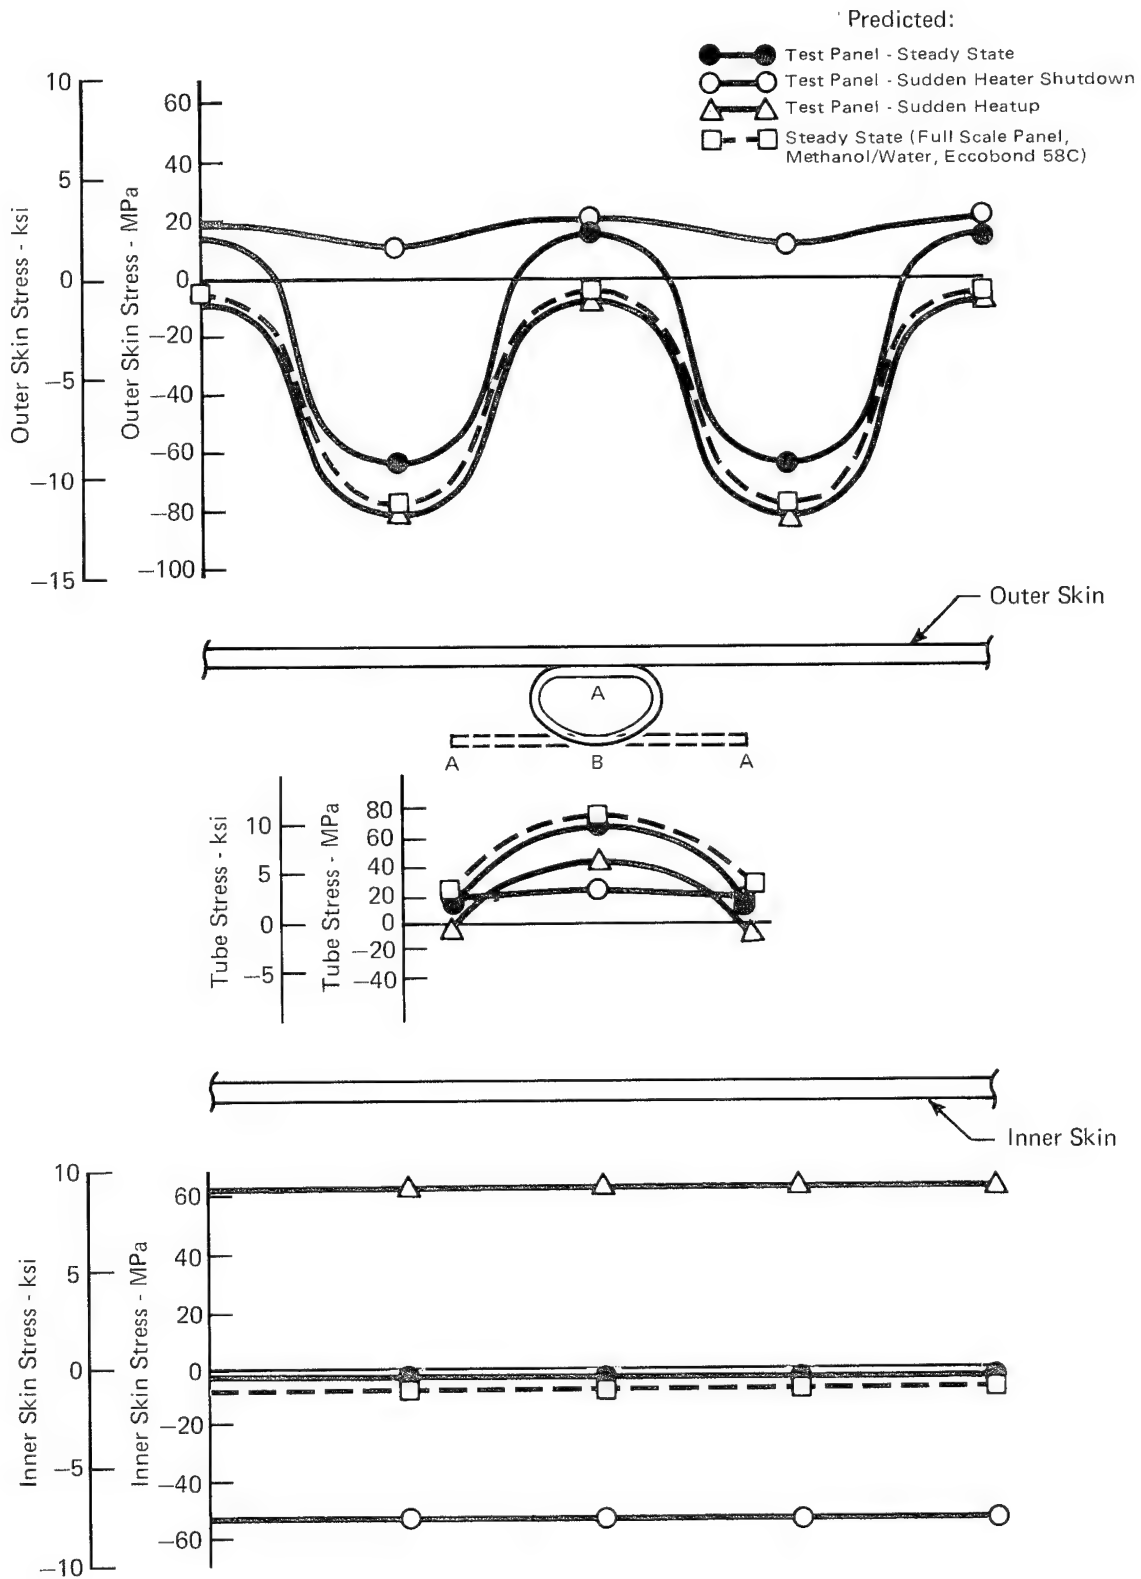 Predicted:
Test Panel - Steady State
Test Panel - Sudden Heater Shutdown
Test Panel - Sudden Heatup
Steady State (Full Scale Panel,
Methanol/Water, Eccobond 58C)
Outer Skin Stress - ksi
10
5
0
−5
−10
−15
Outer Skin Stress - MPa
60
40
20
0
−20
−40
−60
−80
−100
Outer Skin
A
A
B
A
Tube Stress - ksi
10
5
0
−5
Tube Stress - MPa
80
60
40
20
0
−20
−40
Inner Skin
Inner Skin Stress - ksi
10
5
0
−5
−10
Inner Skin Stress - MPa
60
40
20
0
−20
−40
−60